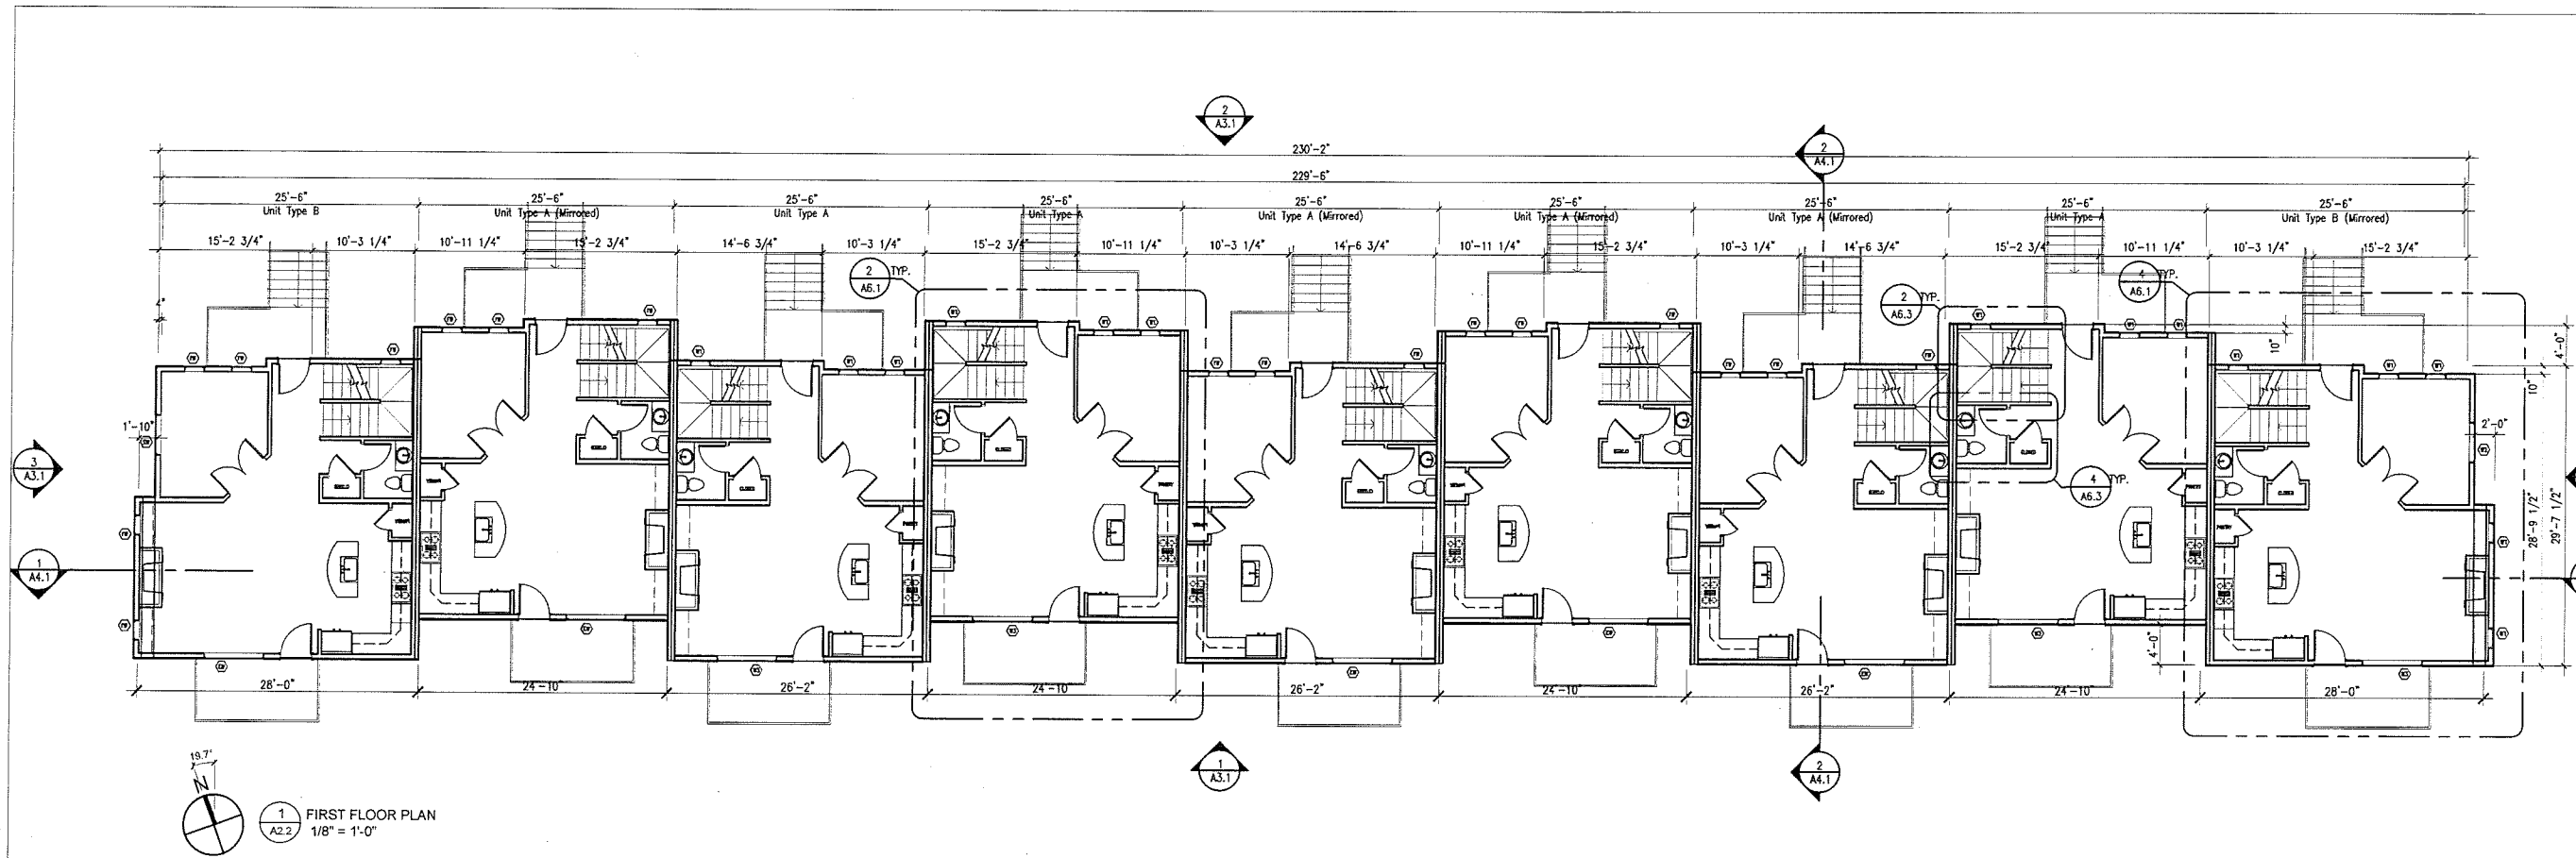 2
A3.1
230'-2"
2
A4.1
229'-6"
25'-6" 25'-6" 25'-6" 25'-6" 25'-6" 25'-6" 25'-6" 25'-6" 25'-6"
Unit Type B Unit Type A (Mirrored) Unit Type A Unit Type A Unit Type A (Mirrored) Unit Type A (Mirrored) Unit Type A (Mirrored) Unit Type A Unit Type B (Mirrored)
15'-2 3/4" 10'-3 1/4" 10'-11 1/4" 15'-2 3/4" 14'-6 3/4" 10'-3 1/4" 15'-2 3/4" 10'-11 1/4" 10'-3 1/4" 14'-6 3/4" 10'-11 1/4" 15'-2 3/4" 10'-3 1/4" 14'-6 3/4" 15'-2 3/4" 10'-11 1/4" 10'-3 1/4" 15'-2 3/4"
2 TYP.
A6.1
4 TYP.
A6.1
2 TYP.
A6.3
4"
10" 4'-0"
10"
1'-10"
2'-0"
3
A3.1
CLOSET
PANTRY
4 TYP.
A6.3
28'-9 1/2"
29'-7 1/2"
1
A4.1
4'-0"
28'-0" 24'-10 26'-2" 24'-10 26'-2" 24'-10" 26'-2" 24'-10" 28'-0"
1
A3.1
2
A4.1
19.7'
N
1 FIRST FLOOR PLAN
A2.2 1/8" = 1'-0"